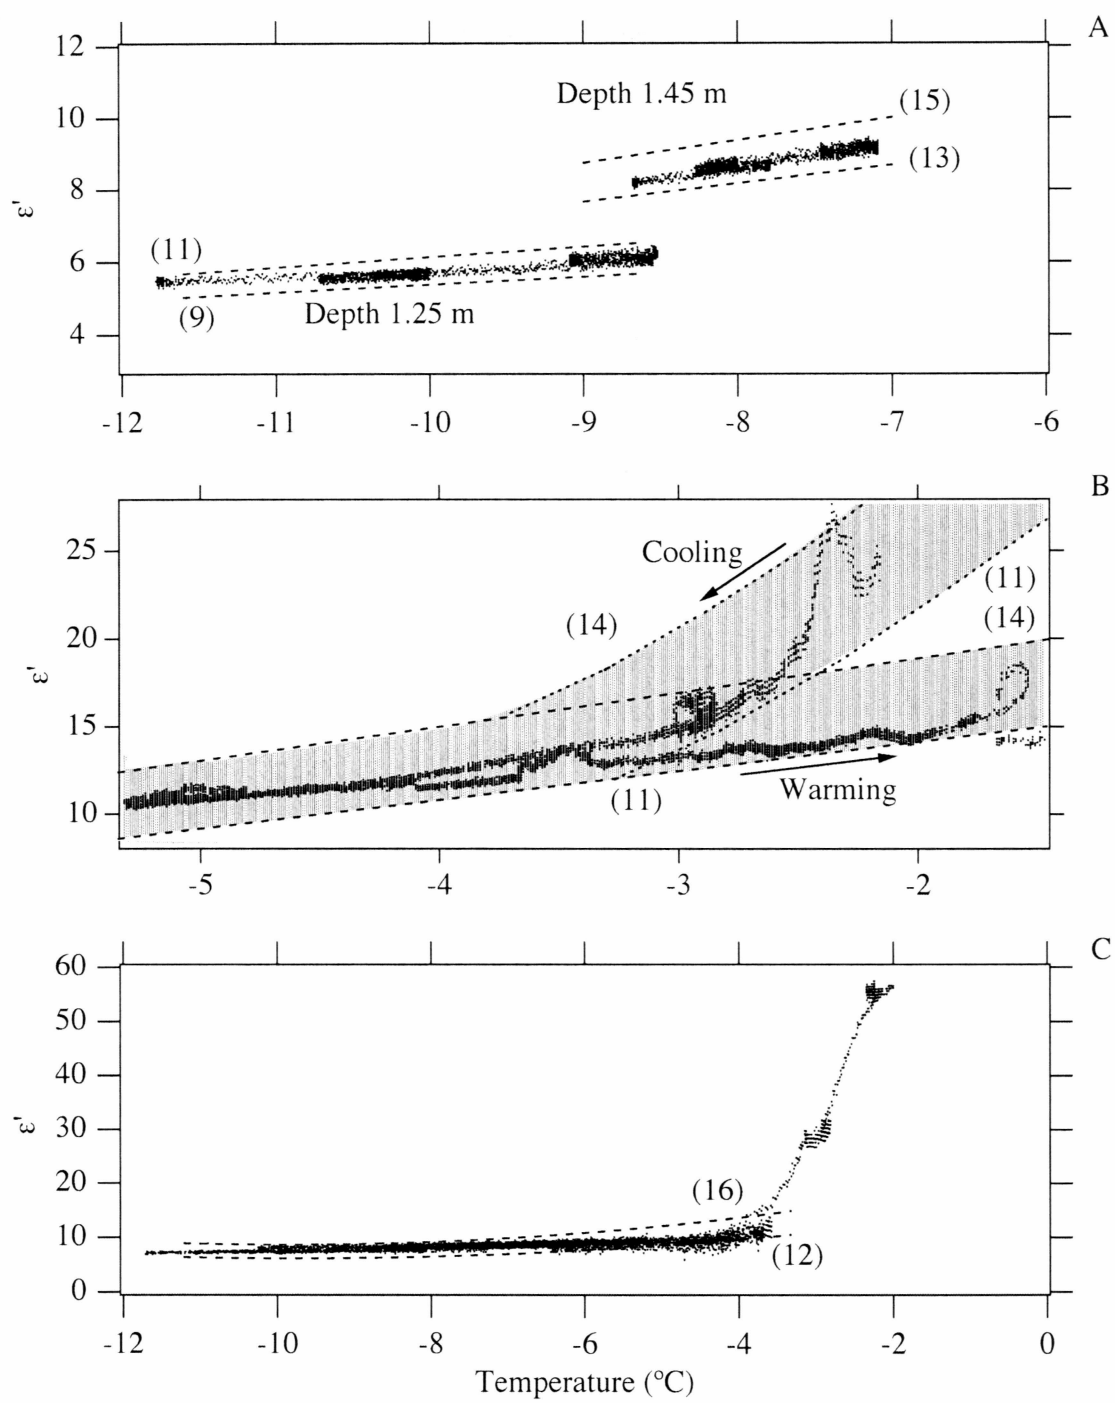 A
12
10
8
6
4
ε'
Depth 1.45 m
(15)
(13)
(11)
(9)
Depth 1.25 m
-12 -11 -10 -9 -8 -7 -6
B
25
20
15
10
ε'
Cooling
(14)
(11)
(14)
(11)
Warming
-5 -4 -3 -2
C
60
50
40
30
20
10
0
ε'
(16)
(12)
-12 -10 -8 -6 -4 -2 0
Temperature (°C)